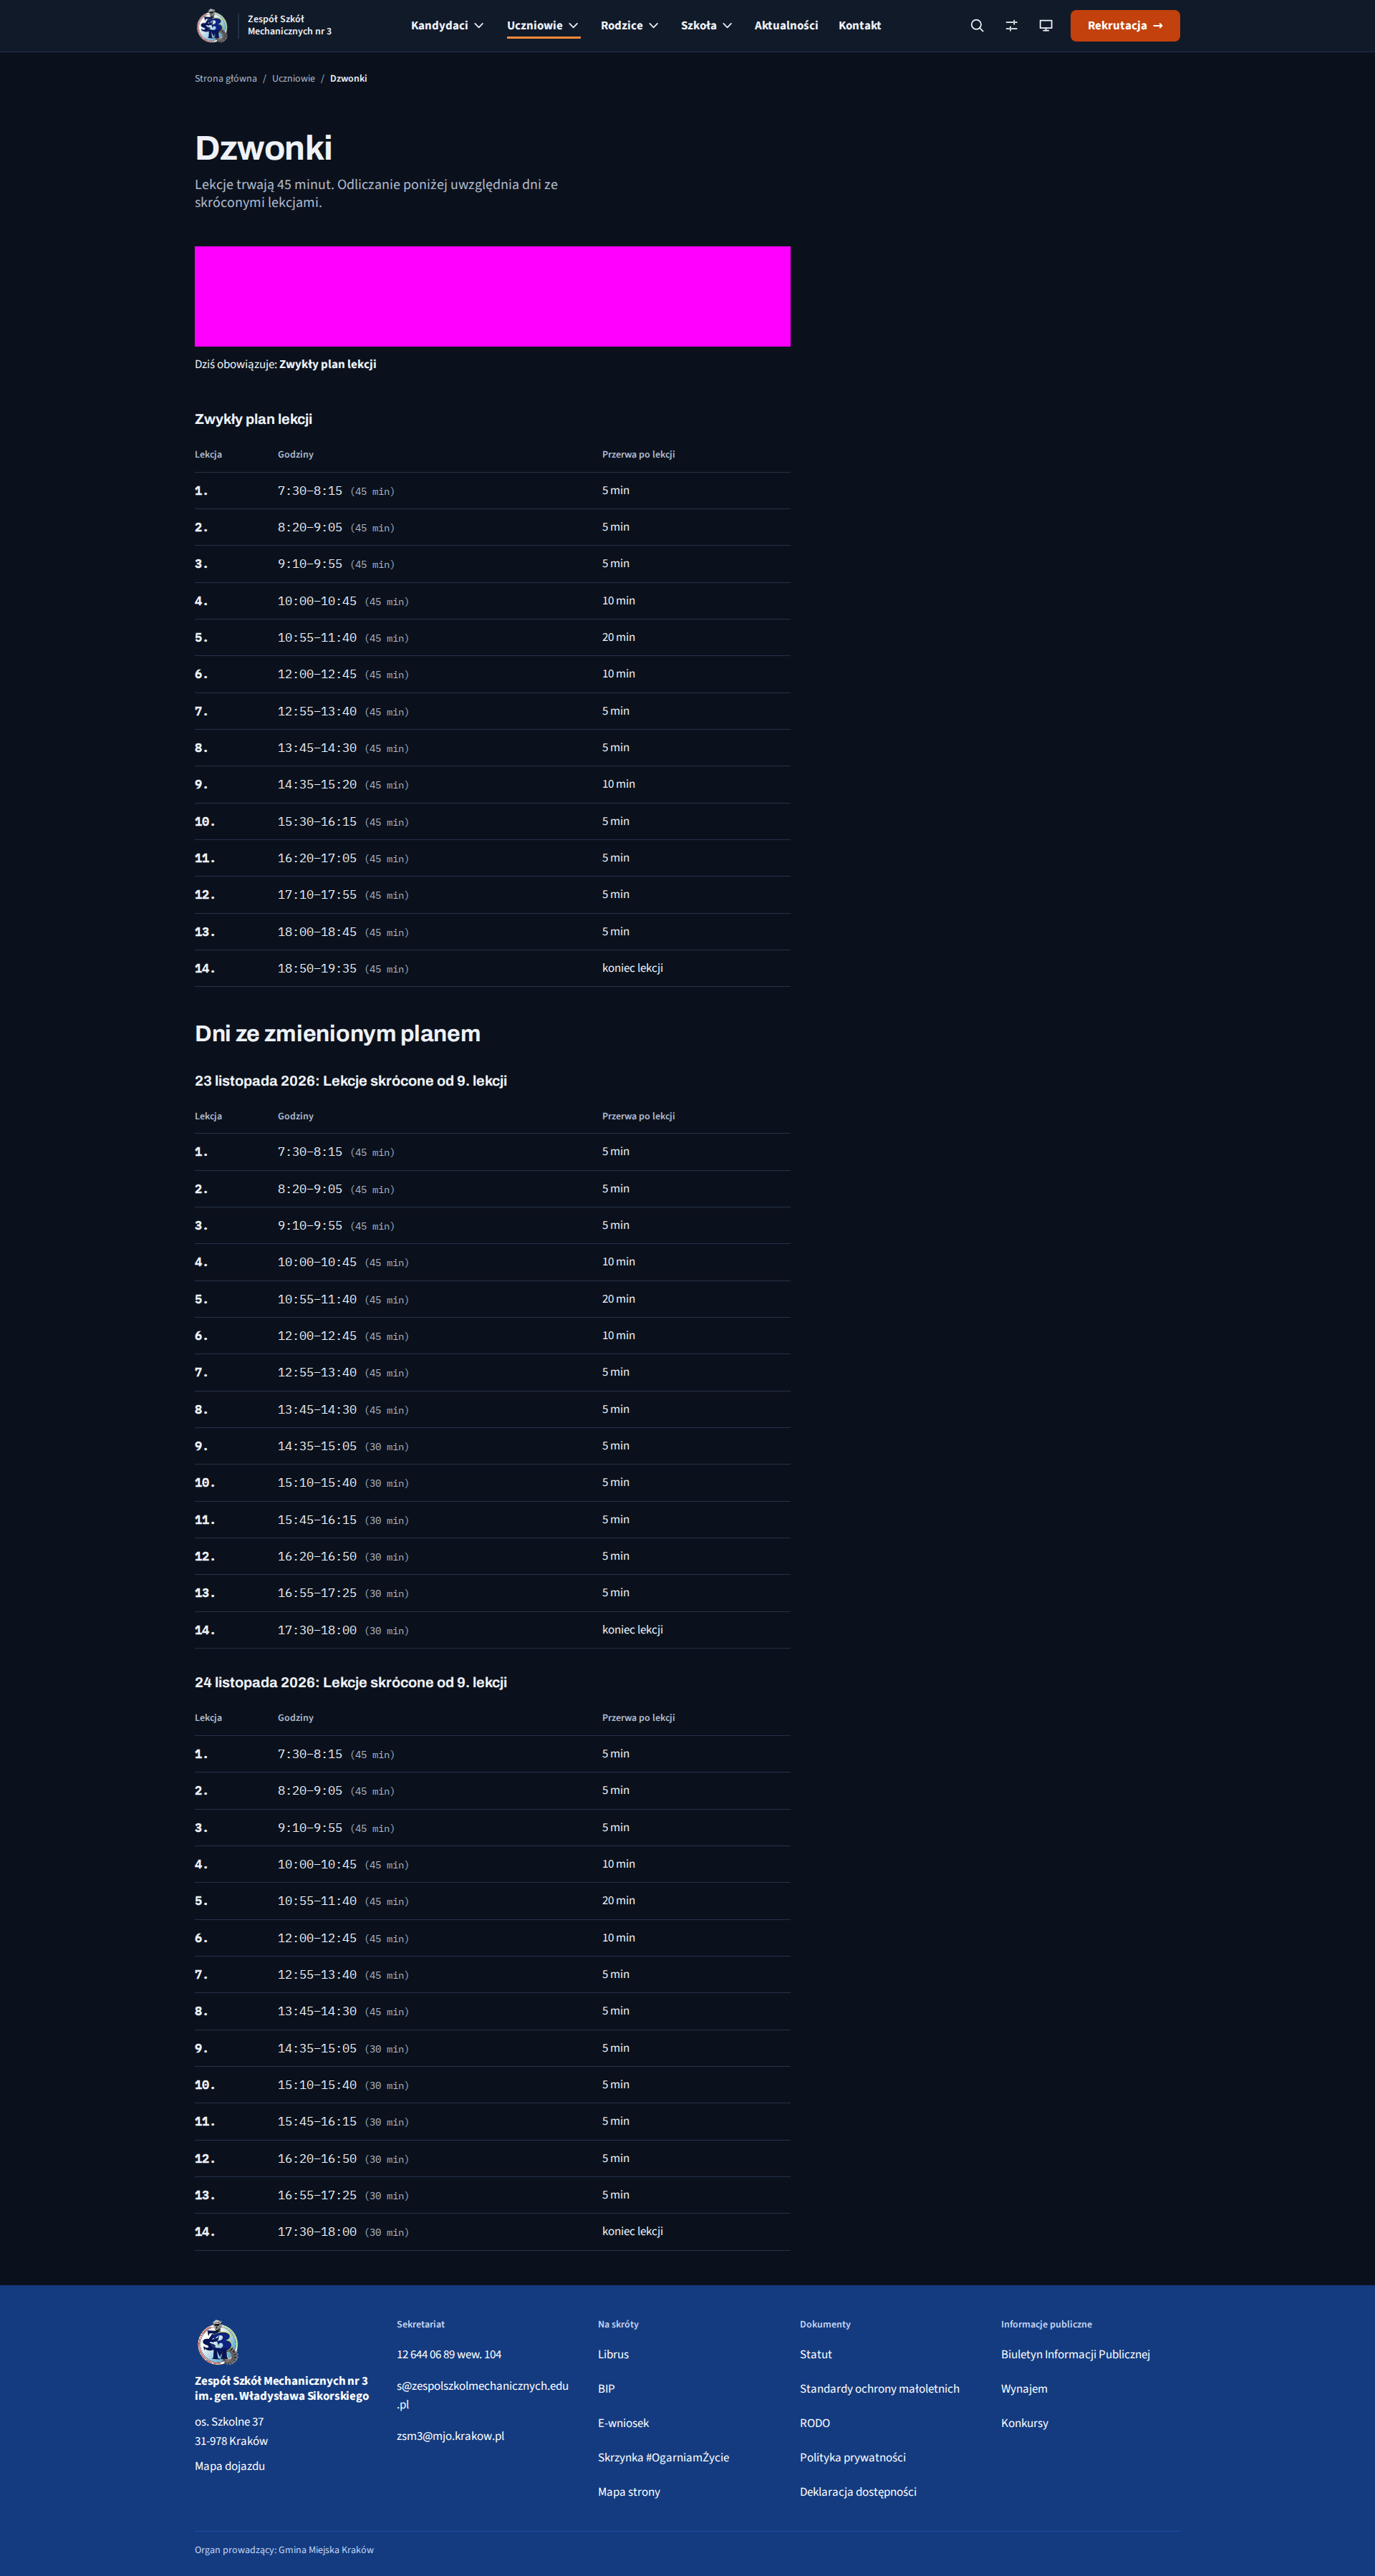 Zespół Szkół
Mechanicznych nr 3
Kandydaci
Uczniowie
Rodzice
Szkoła
Aktualności
Kontakt
Rekrutacja →
Strona główna / Uczniowie / Dzwonki
Dzwonki
Lekcje trwają 45 minut. Odliczanie poniżej uwzględnia dni ze
skróconymi lekcjami.
Dziś obowiązuje: Zwykły plan lekcji
Zwykły plan lekcji
Lekcja Godziny Przerwa po lekcji
1. 7:30–8:15 (45 min) 5 min
2. 8:20–9:05 (45 min) 5 min
3. 9:10–9:55 (45 min) 5 min
4. 10:00–10:45 (45 min) 10 min
5. 10:55–11:40 (45 min) 20 min
6. 12:00–12:45 (45 min) 10 min
7. 12:55–13:40 (45 min) 5 min
8. 13:45–14:30 (45 min) 5 min
9. 14:35–15:20 (45 min) 10 min
10. 15:30–16:15 (45 min) 5 min
11. 16:20–17:05 (45 min) 5 min
12. 17:10–17:55 (45 min) 5 min
13. 18:00–18:45 (45 min) 5 min
14. 18:50–19:35 (45 min) koniec lekcji
Dni ze zmienionym planem
23 listopada 2026: Lekcje skrócone od 9. lekcji
Lekcja Godziny Przerwa po lekcji
1. 7:30–8:15 (45 min) 5 min
2. 8:20–9:05 (45 min) 5 min
3. 9:10–9:55 (45 min) 5 min
4. 10:00–10:45 (45 min) 10 min
5. 10:55–11:40 (45 min) 20 min
6. 12:00–12:45 (45 min) 10 min
7. 12:55–13:40 (45 min) 5 min
8. 13:45–14:30 (45 min) 5 min
9. 14:35–15:05 (30 min) 5 min
10. 15:10–15:40 (30 min) 5 min
11. 15:45–16:15 (30 min) 5 min
12. 16:20–16:50 (30 min) 5 min
13. 16:55–17:25 (30 min) 5 min
14. 17:30–18:00 (30 min) koniec lekcji
24 listopada 2026: Lekcje skrócone od 9. lekcji
Lekcja Godziny Przerwa po lekcji
1. 7:30–8:15 (45 min) 5 min
2. 8:20–9:05 (45 min) 5 min
3. 9:10–9:55 (45 min) 5 min
4. 10:00–10:45 (45 min) 10 min
5. 10:55–11:40 (45 min) 20 min
6. 12:00–12:45 (45 min) 10 min
7. 12:55–13:40 (45 min) 5 min
8. 13:45–14:30 (45 min) 5 min
9. 14:35–15:05 (30 min) 5 min
10. 15:10–15:40 (30 min) 5 min
11. 15:45–16:15 (30 min) 5 min
12. 16:20–16:50 (30 min) 5 min
13. 16:55–17:25 (30 min) 5 min
14. 17:30–18:00 (30 min) koniec lekcji
Zespół Szkół Mechanicznych nr 3
im. gen. Władysława Sikorskiego
os. Szkolne 37
31-978 Kraków
Mapa dojazdu
Sekretariat
12 644 06 89 wew. 104
s@zespolszkolmechanicznych.edu
.pl
zsm3@mjo.krakow.pl
Na skróty
Librus
BIP
E-wniosek
Skrzynka #OgarniamŻycie
Mapa strony
Dokumenty
Statut
Standardy ochrony małoletnich
RODO
Polityka prywatności
Deklaracja dostępności
Informacje publiczne
Biuletyn Informacji Publicznej
Wynajem
Konkursy
Organ prowadzący: Gmina Miejska Kraków